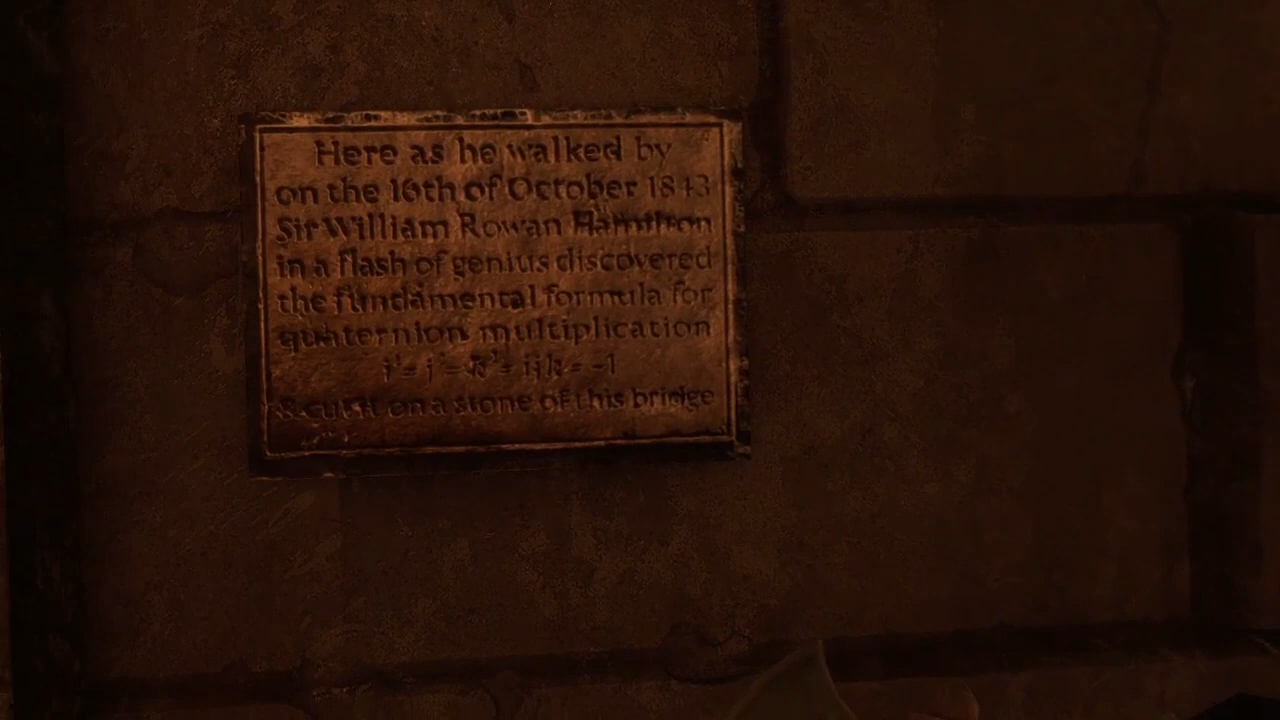 Here as he walked by
on the 16th of October 1843
Sir William Rowan Hamilton
in a flash of genius discovered
the fundamental formula for
quaternion multiplication
i² = j² = k² = ijk = -1
& cut it on a stone of this bridge